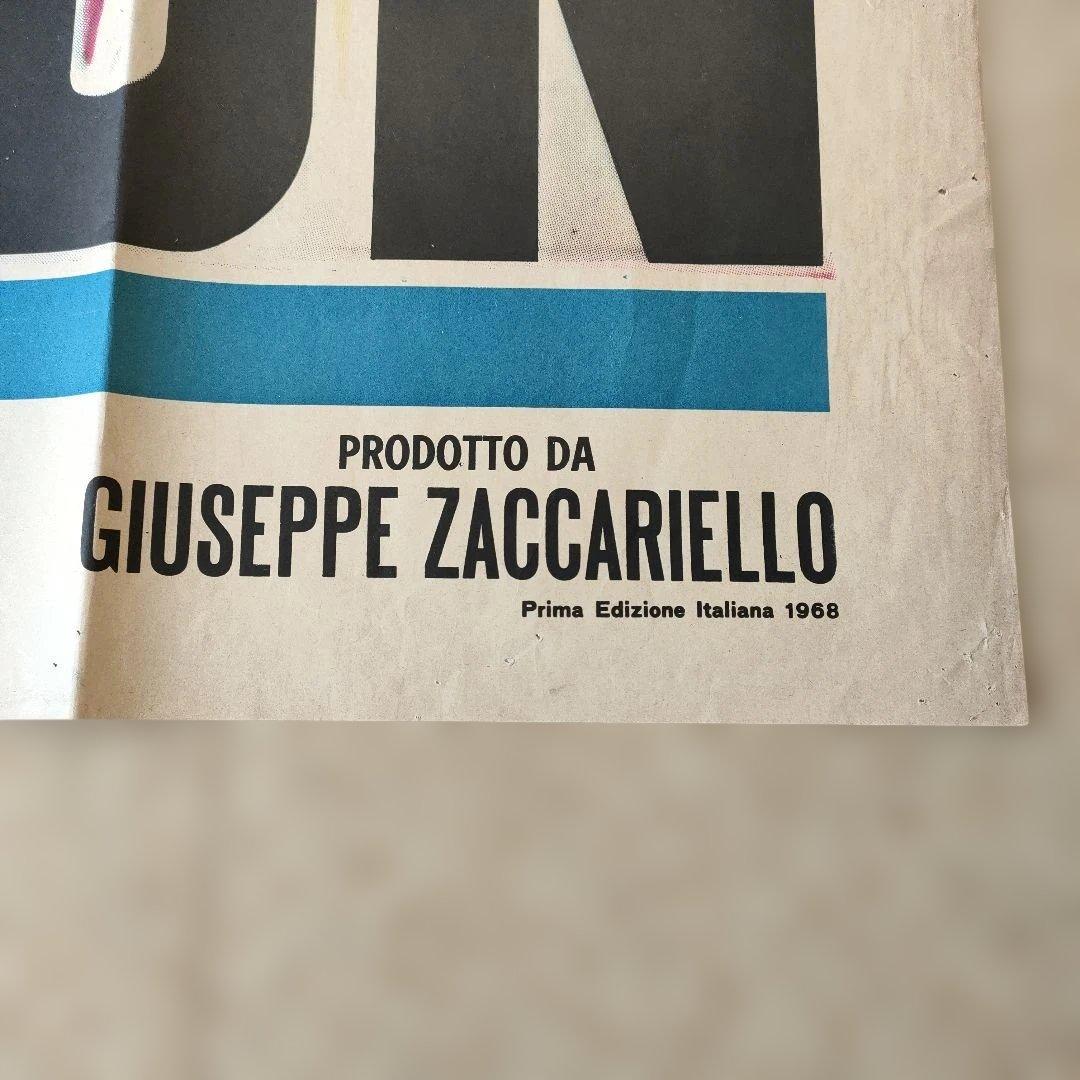 PRODOTTO DA
GIUSEPPE ZACCARIELLO
Prima Edizione Italiana 1968